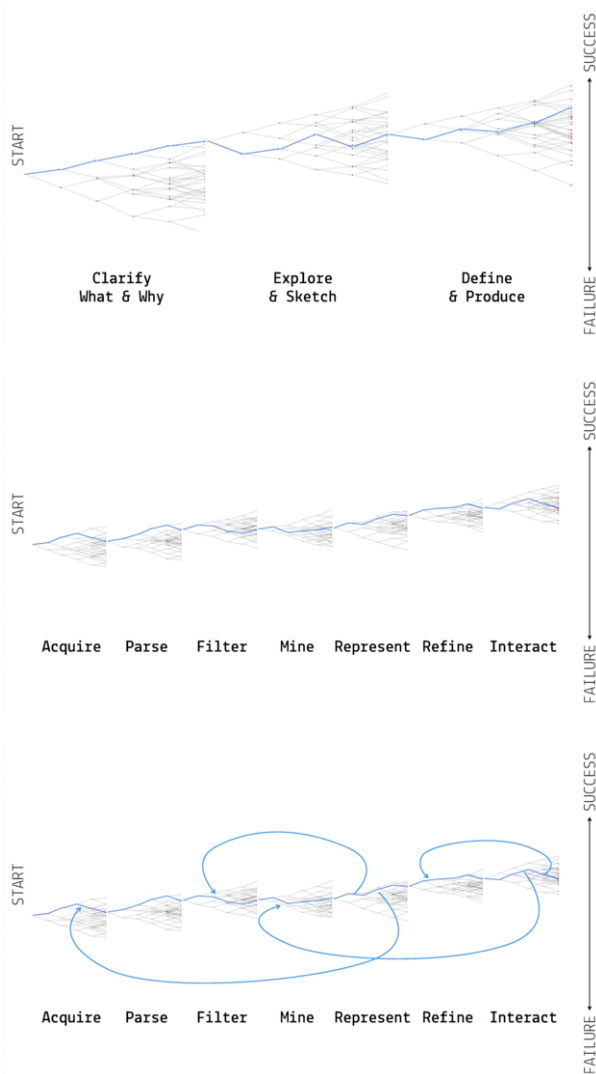 SUCCESS
START
Clarify
What & Why
Explore
& Sketch
Define
& Produce
FAILURE
SUCCESS
START
Acquire Parse Filter Mine Represent Refine Interact
FAILURE
SUCCESS
START
Acquire Parse Filter Mine Represent Refine Interact
FAILURE